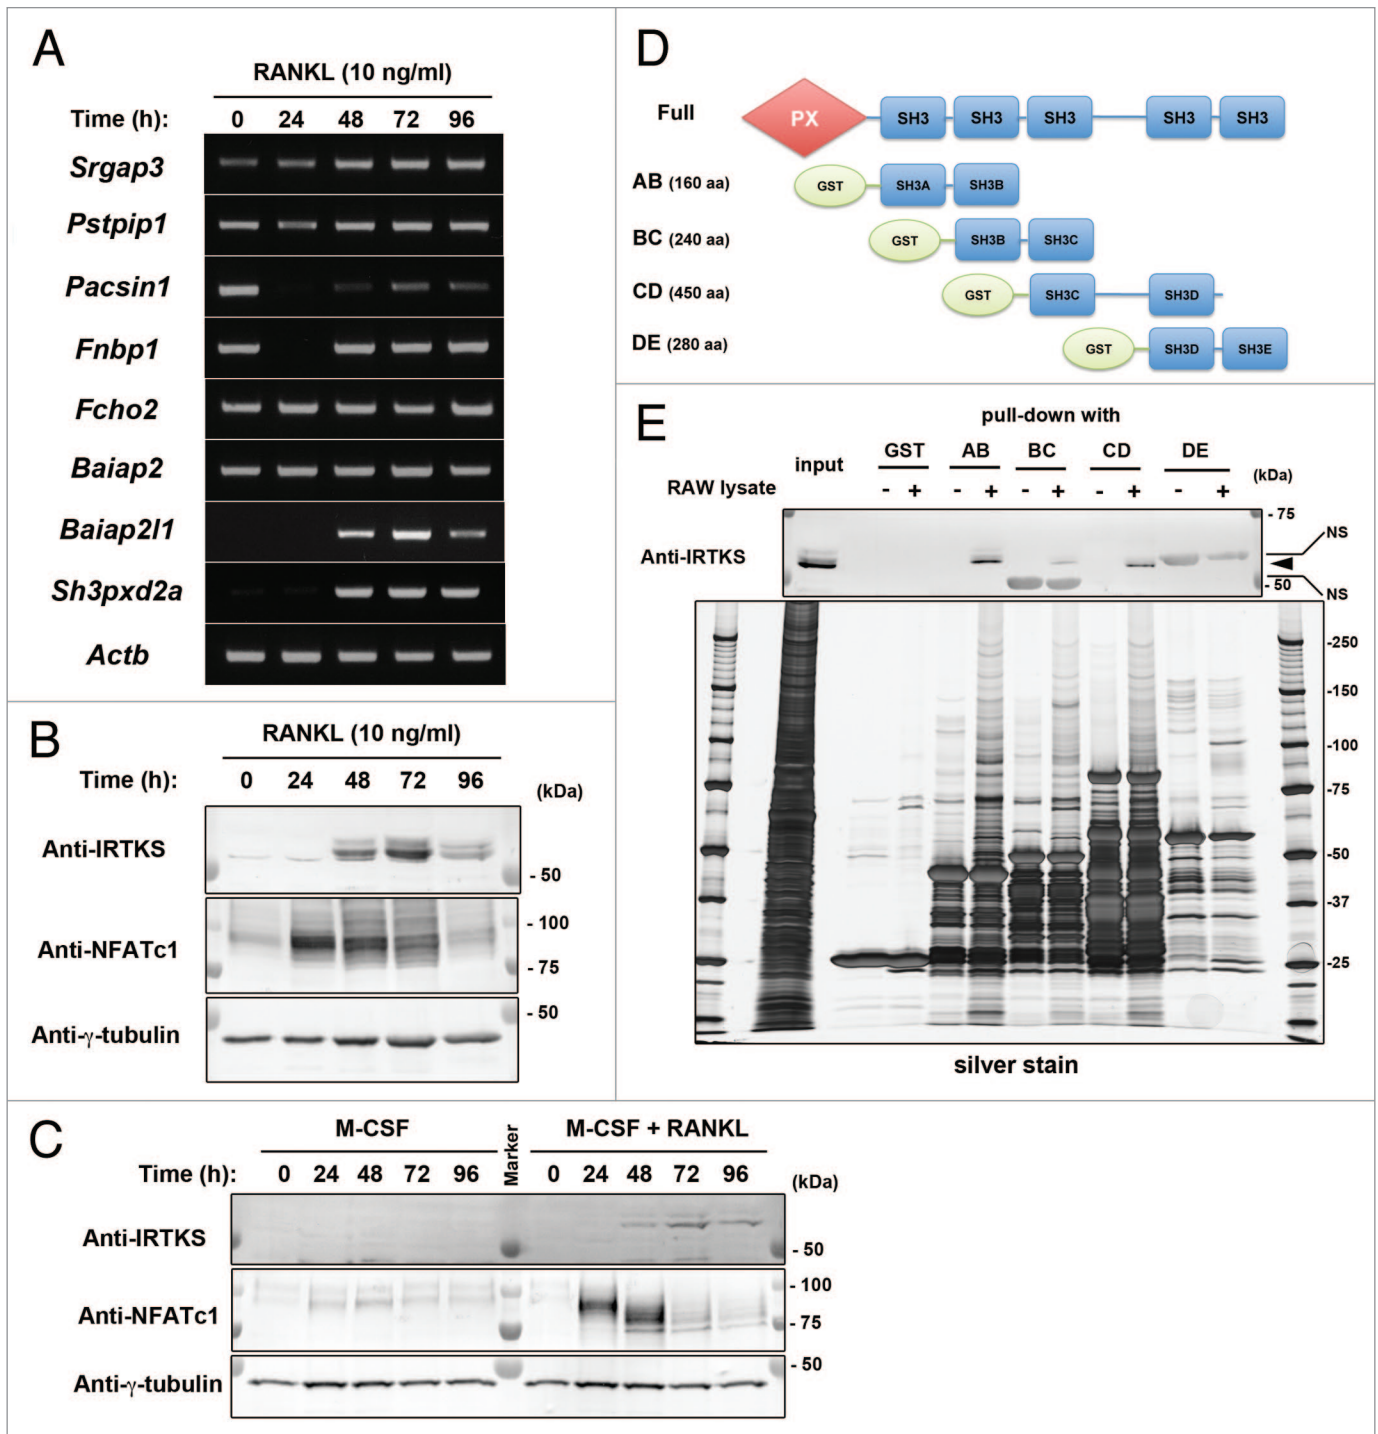 A
RANKL (10 ng/ml)
Time (h): 0 24 48 72 96
Srgap3
Pstpip1
Pacsin1
Fnbp1
Fcho2
Baiap2
Baiap2l1
Sh3pxd2a
Actb
B
RANKL (10 ng/ml)
Time (h): 0 24 48 72 96 (kDa)
Anti-IRTKS
- 50
Anti-NFATc1
- 100
- 75
Anti-γ-tubulin
- 50
C
M-CSF Marker M-CSF + RANKL
Time (h): 0 24 48 72 96 0 24 48 72 96 (kDa)
Anti-IRTKS
- 50
Anti-NFATc1
- 100
- 75
Anti-γ-tubulin
- 50
D
Full PX SH3 SH3 SH3 SH3 SH3
AB (160 aa) GST SH3A SH3B
BC (240 aa) GST SH3B SH3C
CD (450 aa) GST SH3C SH3D
DE (280 aa) GST SH3D SH3E
E
pull-down with
input GST AB BC CD DE
RAW lysate - + - + - + - + - + (kDa)
Anti-IRTKS
- 75
NS
- 50
NS
-250
-150
-100
-75
-50
-37
-25
silver stain